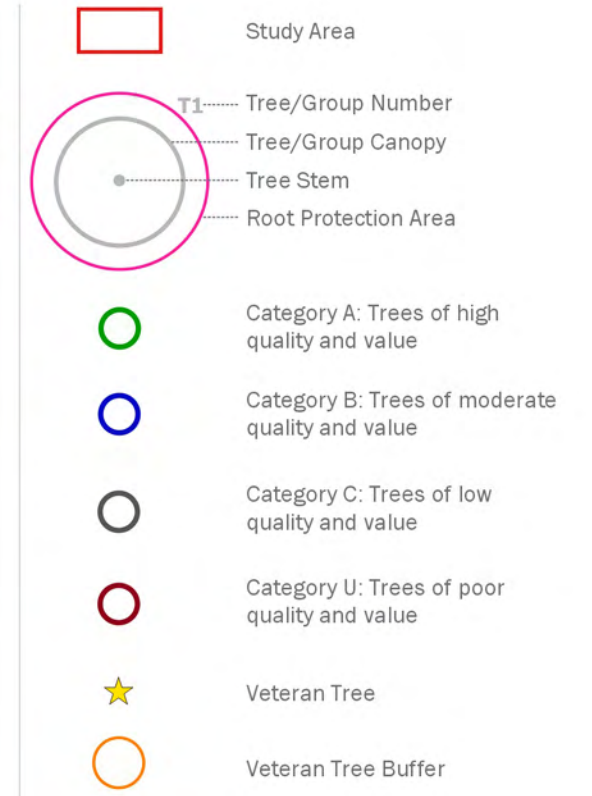 Study Area
T1
Tree/Group Number
Tree/Group Canopy
Tree Stem
Root Protection Area
Category A: Trees of high
quality and value
Category B: Trees of moderate
quality and value
Category C: Trees of low
quality and value
Category U: Trees of poor
quality and value
Veteran Tree
Veteran Tree Buffer